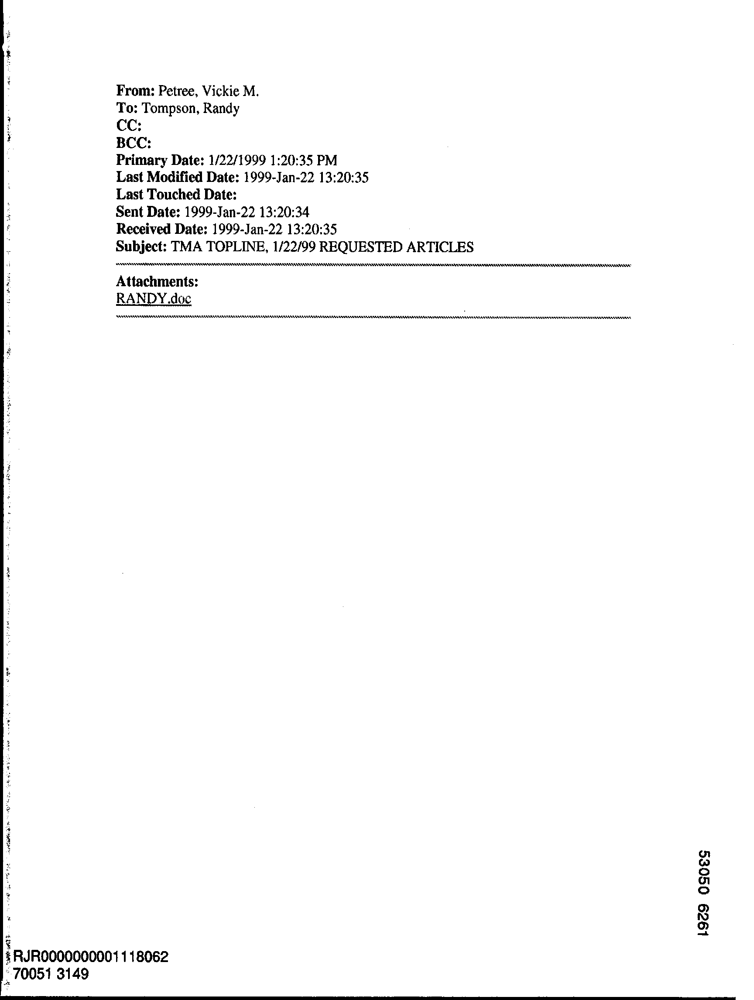 From: Petree, Vickie M.
To: Tompson, Randy
CC:
BCC:
Primary Date: 1/22/1999 1:20:35 PM
Last Modified Date: 1999-Jan-22 13:20:35
Last Touched Date:
Sent Date: 1999-Jan-22 13:20:34
Received Date: 1999-Jan-22 13:20:35
Subject: TMA TOPLINE, 1/22/99 REQUESTED ARTICLES
Attachments:
RANDY.doc
53050 6261
RJR0000000001118062
70051 3149